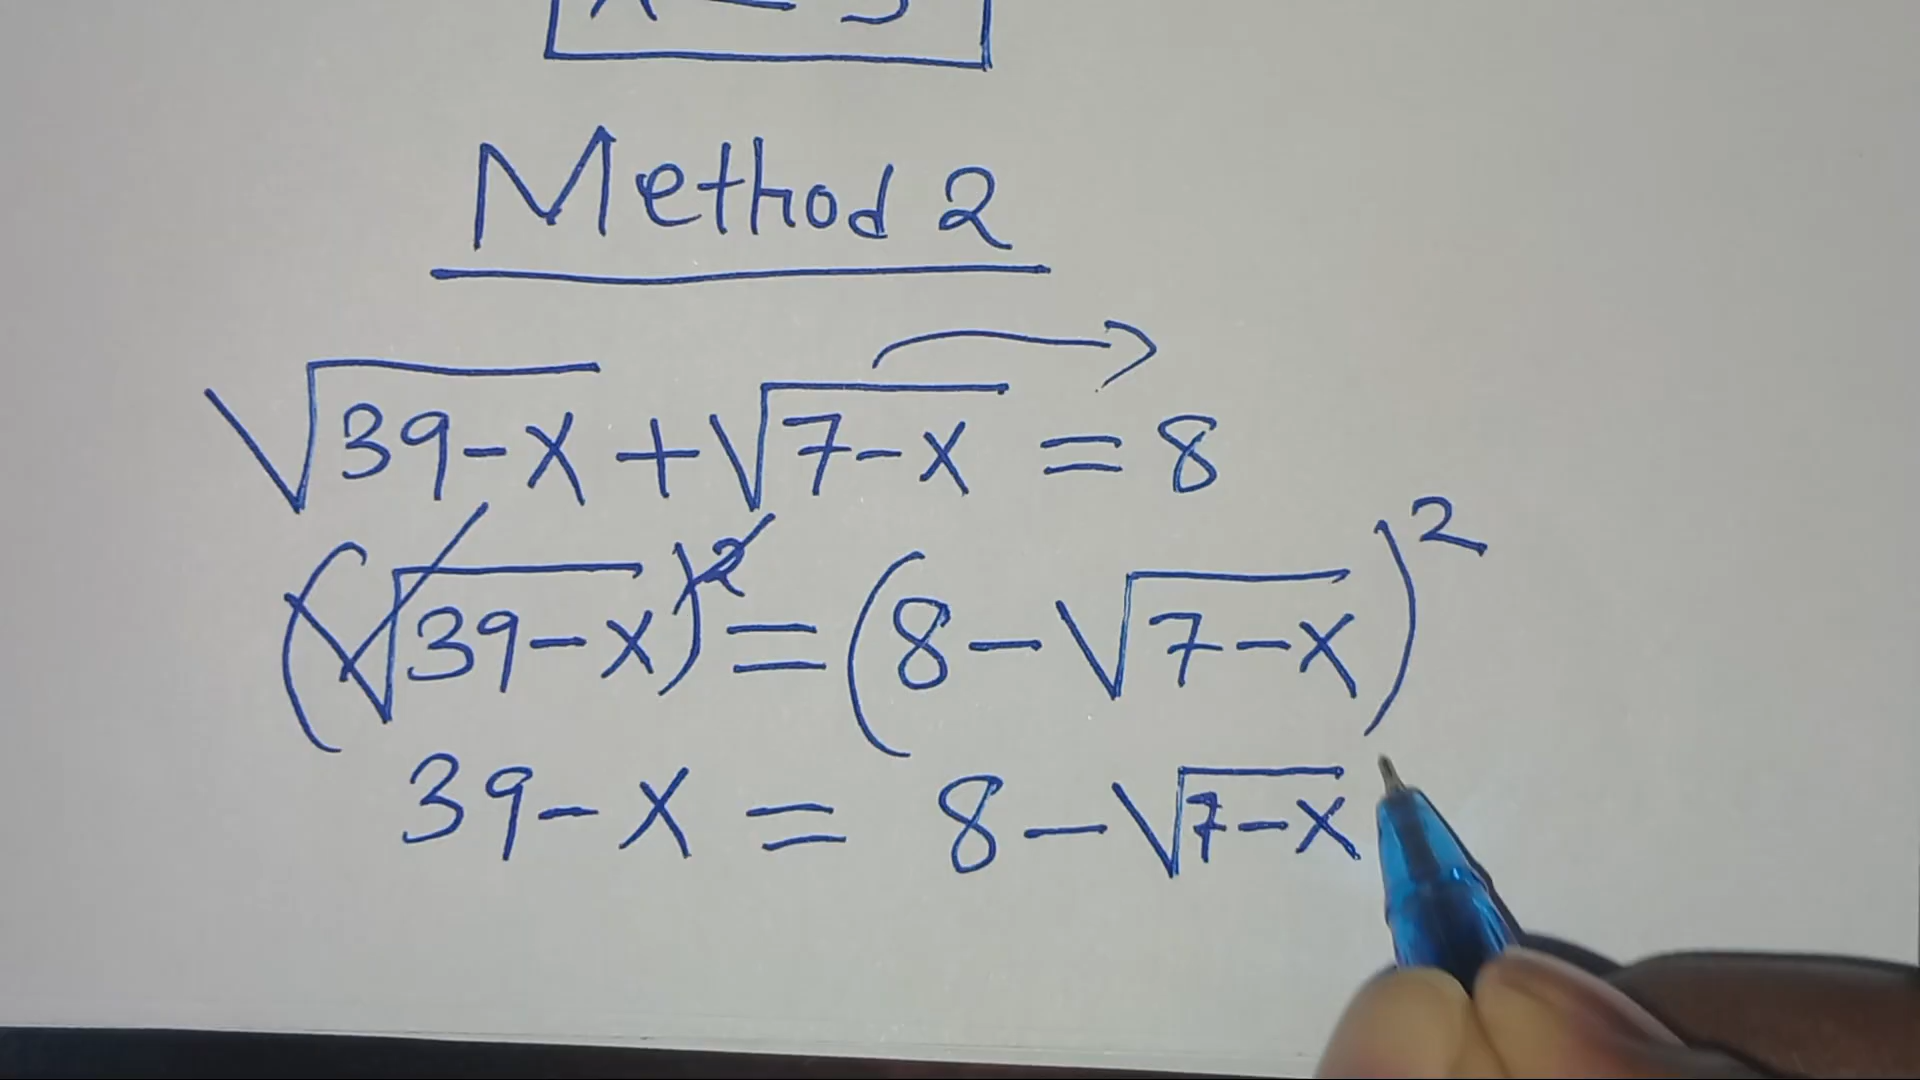 Method 2
√39-x + √7-x = 8
(√39-x)² = (8-√7-x)²
39-x = 8-√7-x